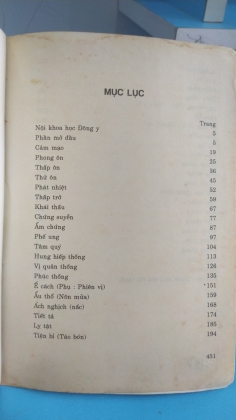 MỤC LỤC
Trang
Nội khoa học Đông y 5
Phần mở đầu 5
Cảm mạo 19
Phong ôn 25
Thấp ôn 36
Thử ôn 45
Phát nhiệt 52
Thấp trở 59
Khái thấu 67
Chứng suyễn 77
Ẩm chứng 87
Phế ung 97
Tâm quý 104
Hung hiếp thống 113
Vị quản thống 126
Phúc thống 135
Ế cách (Phụ : Phiên vị) 151
Ẩu thổ (Nôn mửa) 159
Ách nghịch (nấc) 168
Tiết tả 174
Lỵ tật 185
Tiện bí (Táo bón) 194
451